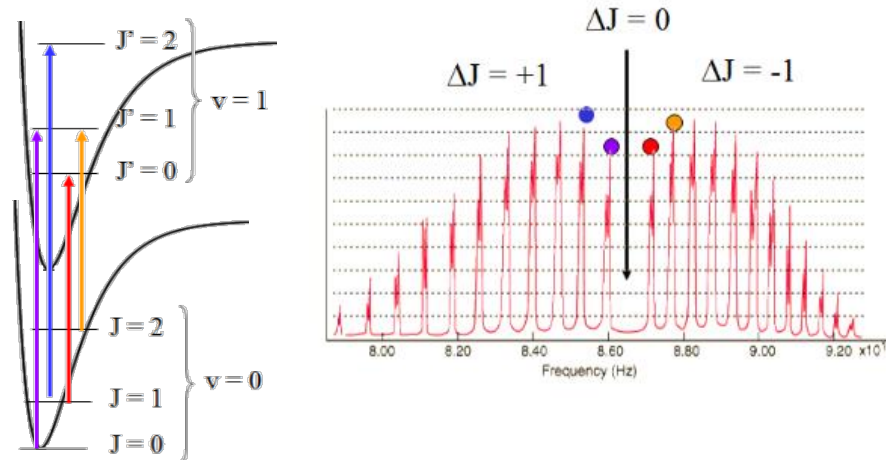 J' = 2
J' = 1
v = 1
J' = 0
J = 2
v = 0
J = 1
J = 0
ΔJ = 0
ΔJ = +1
ΔJ = -1
8.00 8.20 8.40 8.60 8.80 9.00 9.20
Frequency (Hz)